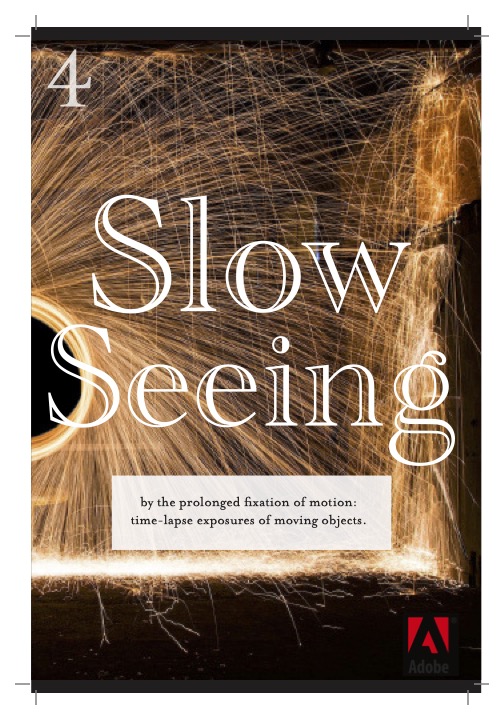 4
Slow
Seeing
by the prolonged fixation of motion:
time-lapse exposures of moving objects.
Adobe